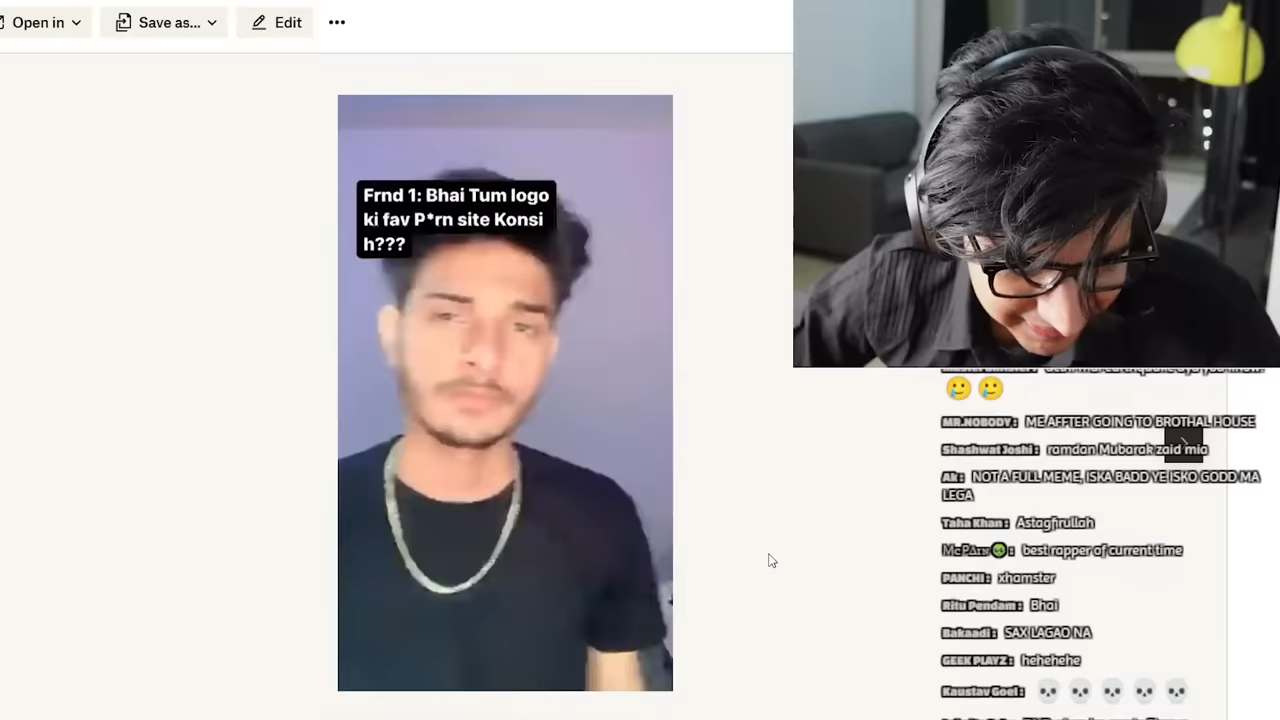 Open in
Save as...
Edit
Frnd 1: Bhai Tum logo
ki fav P*rn site Konsi
h???
MR.NOBODY : ME AFFTER GOING TO BROTHAL HOUSE
Shashwat Joshi : ramdan Mubarak zaid mia
Ak : NOT A FULL MEME, ISKA BADD YE ISKO GODD MA
LEGA
Taha Khan : Astagfirullah
best rapper of current time
PANCHI : xhamster
Ritu Pendam : Bhai
Bakaadi : SAX LAGAO NA
GEEK PLAYZ : hehehehe
Kaustav Goel :